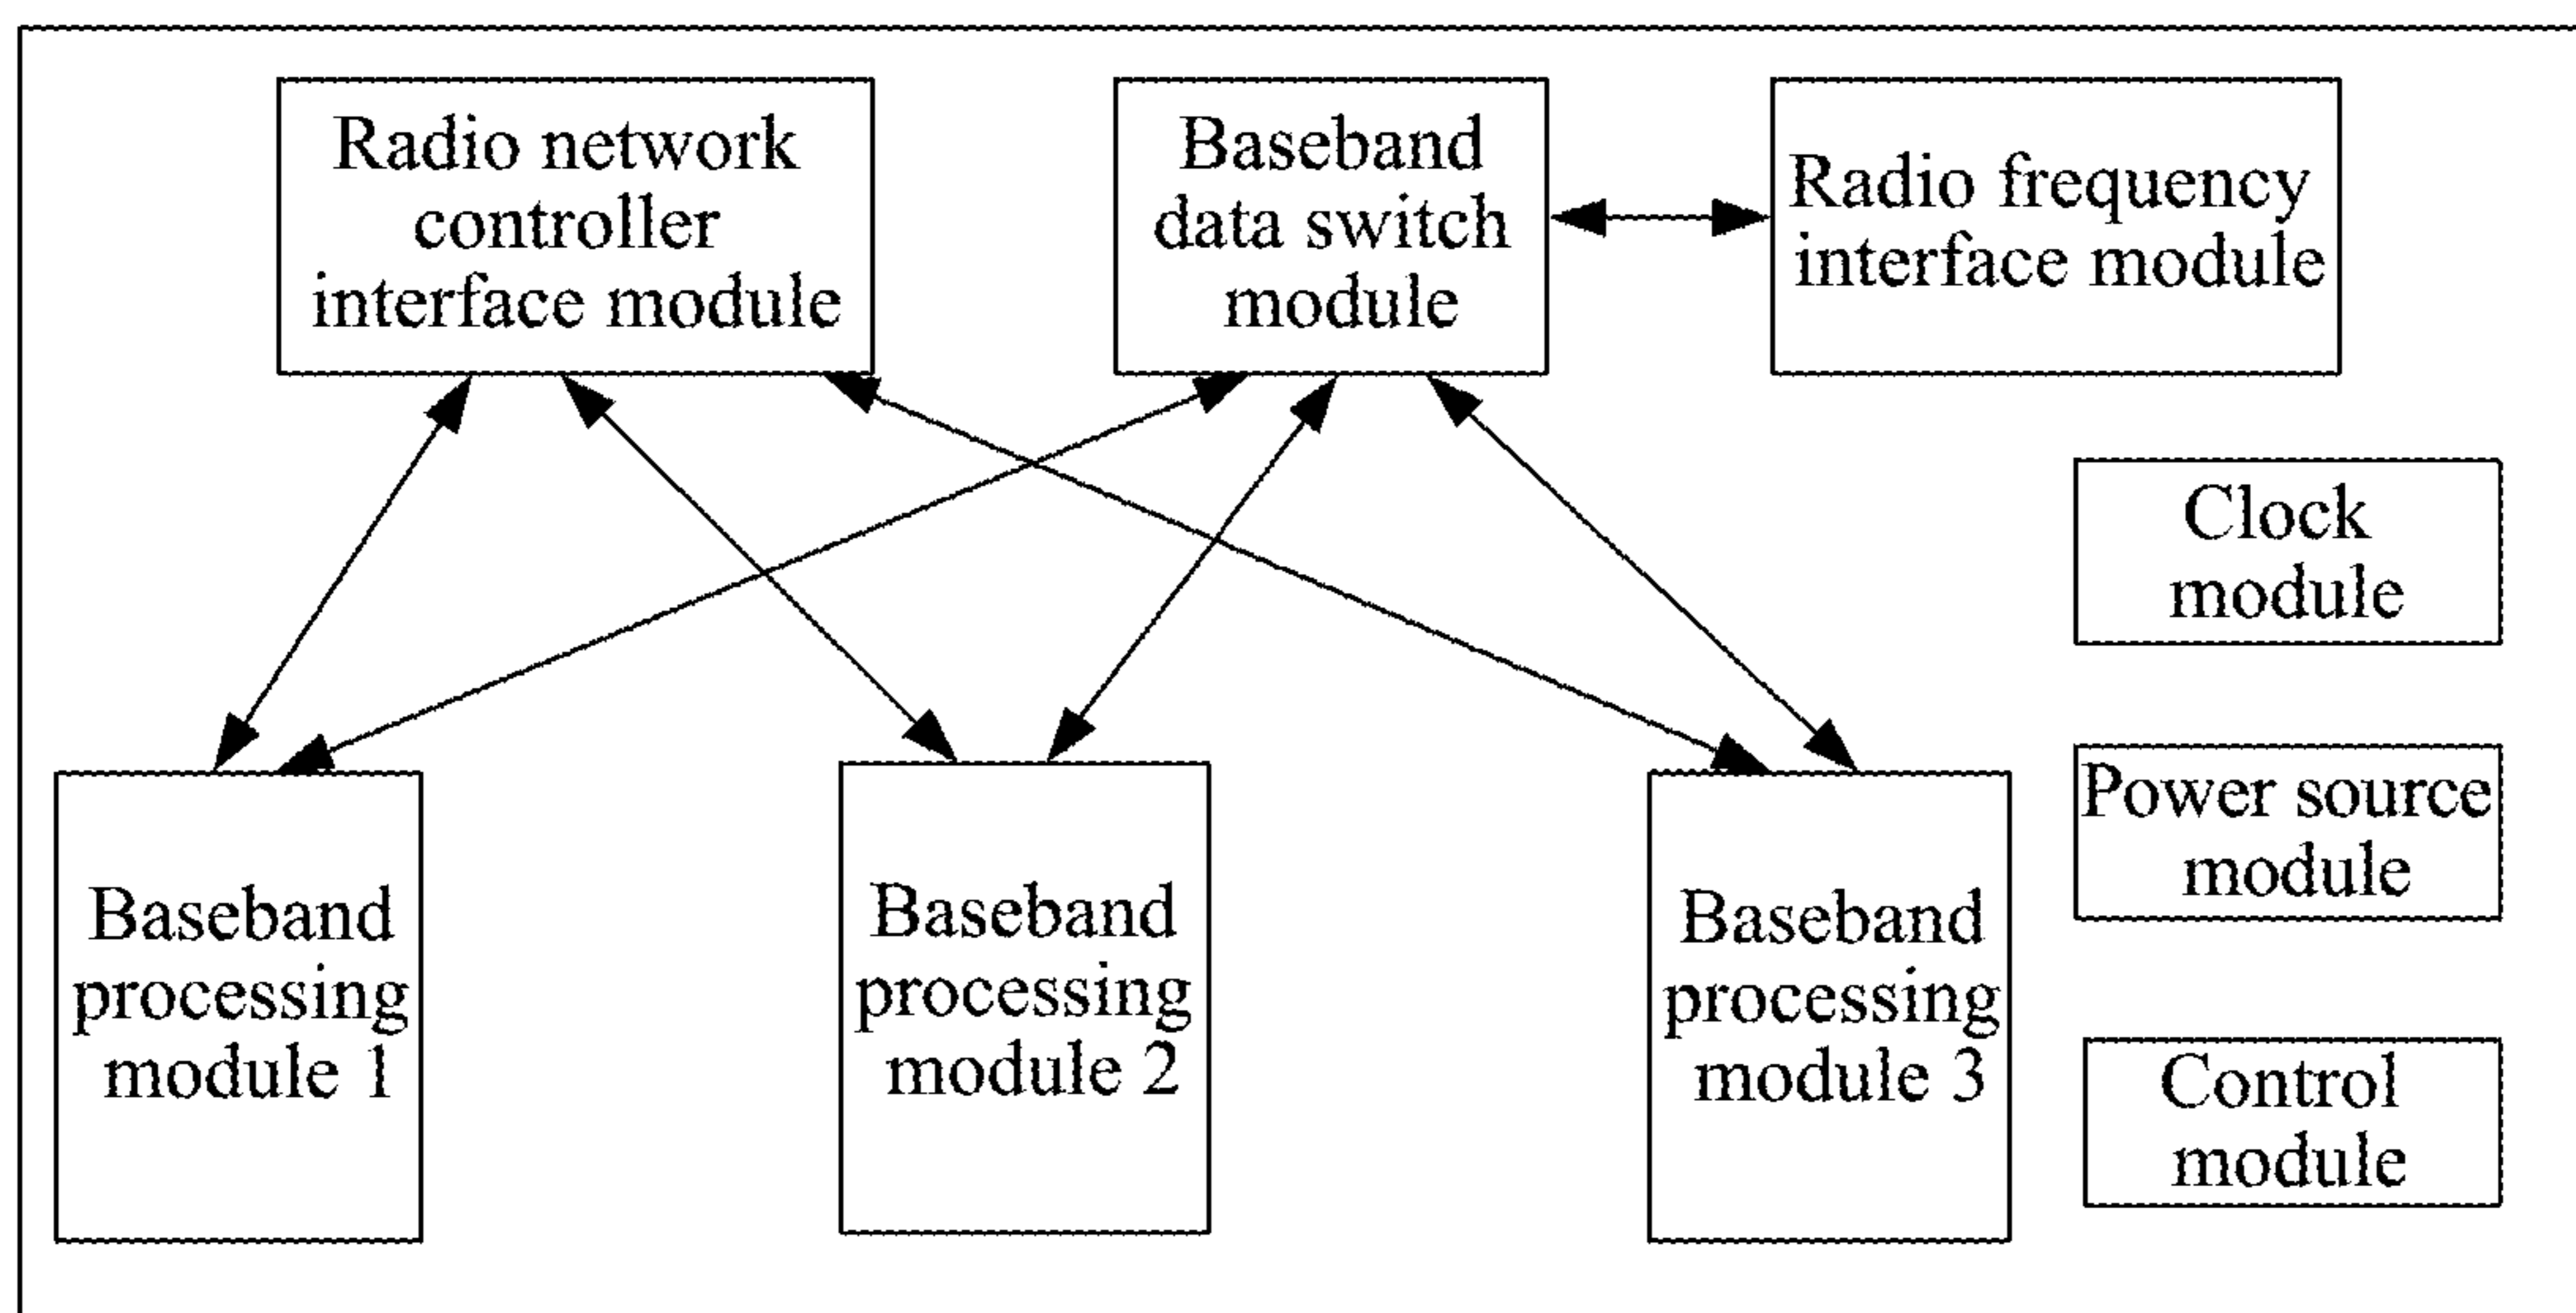 Radio network
controller
interface module
Baseband
data switch
module
Radio frequency
interface module
Clock
module
Power source
module
Control
module
Baseband
processing
module 1
Baseband
processing
module 2
Baseband
processing
module 3